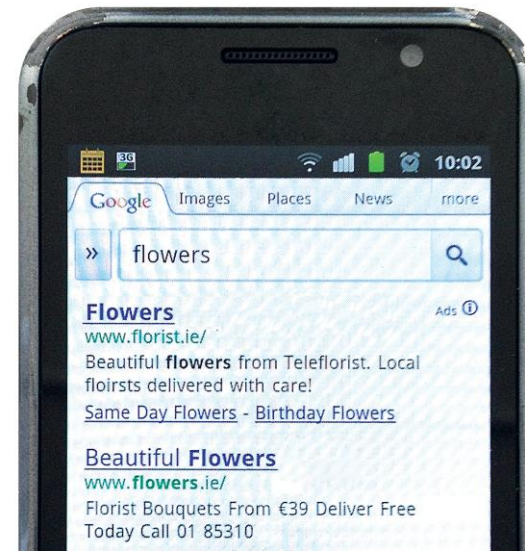 3G 10:02
Google Images Places News more
» flowers
Flowers Ads
www.florist.ie/
Beautiful flowers from Teleflorist. Local
floirsts delivered with care!
Same Day Flowers - Birthday Flowers
Beautiful Flowers
www.flowers.ie/
Florist Bouquets From €39 Deliver Free
Today Call 01 85310